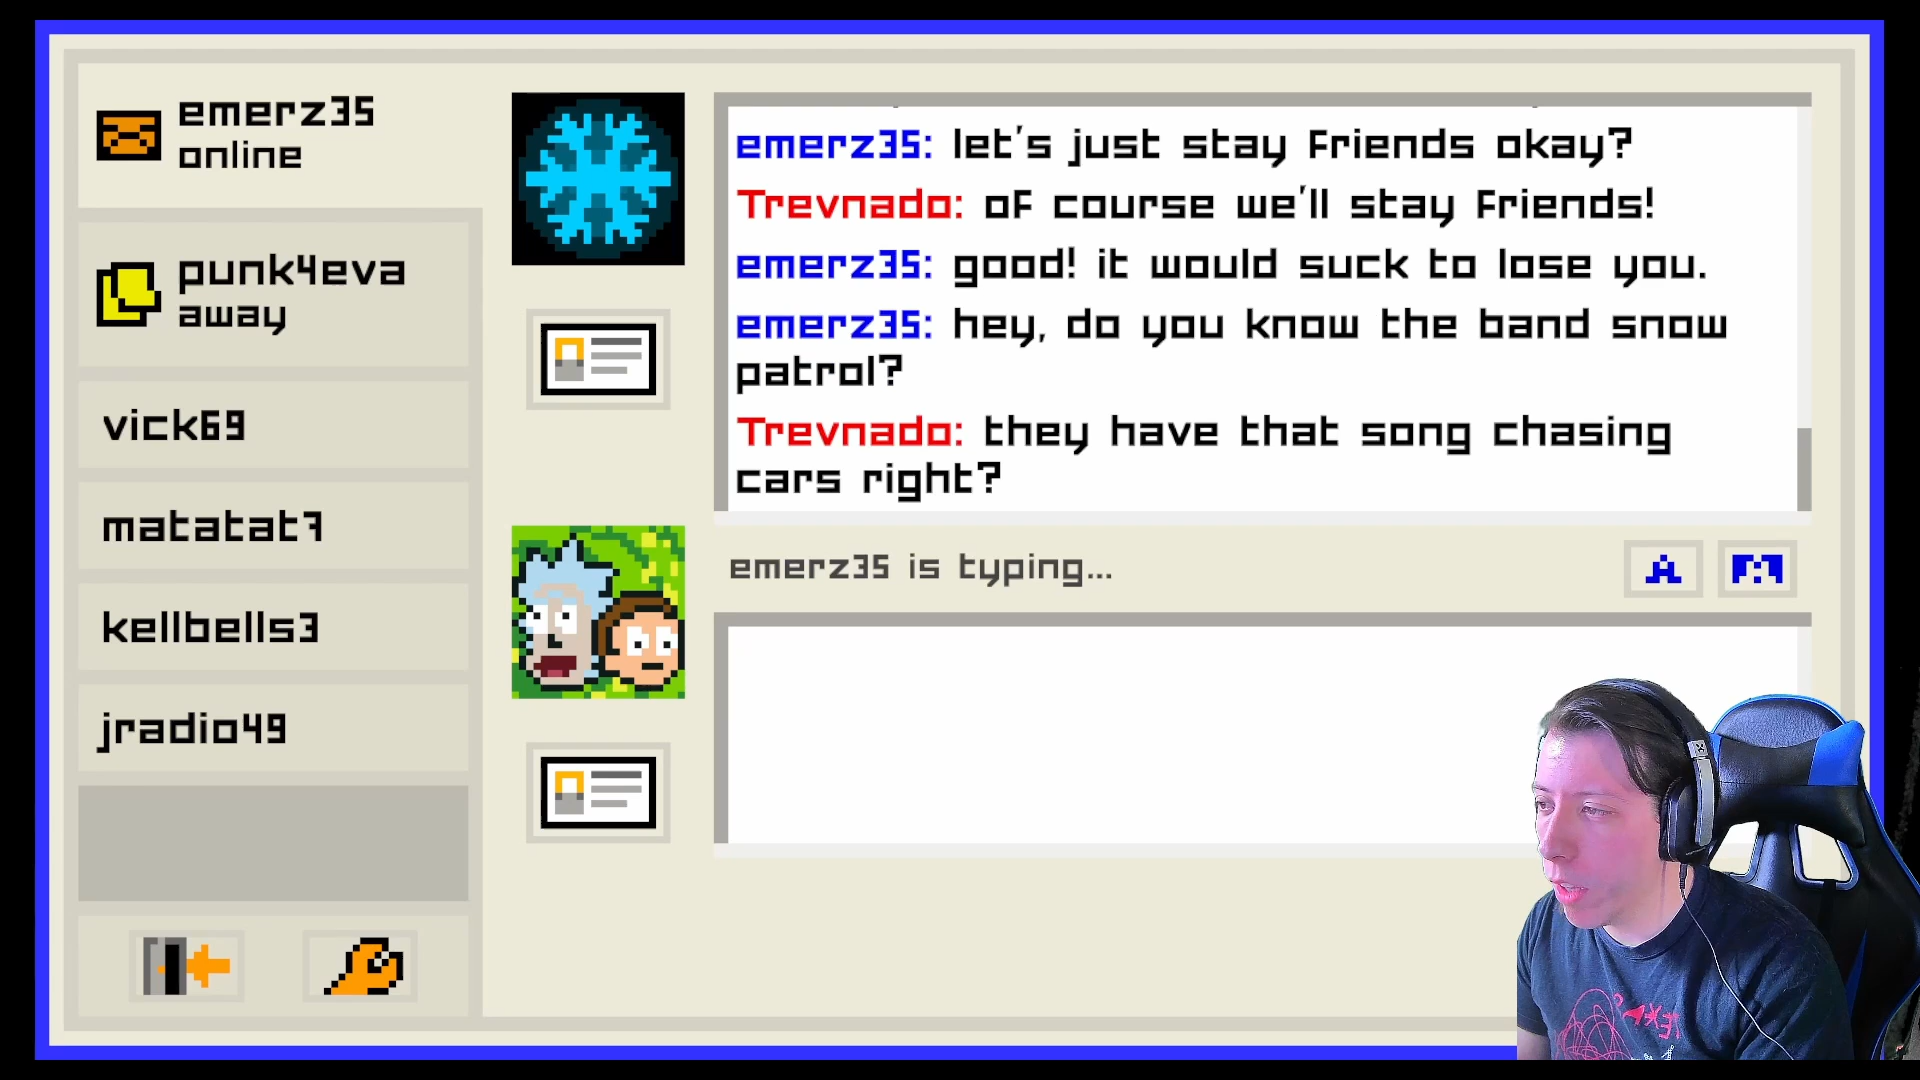 emerz35
online
punk4eva
away
vick69
matatat7
kellbells3
jradio49
emerz35: let's just stay friends okay?
Trevnado: of course we'll stay friends!
emerz35: good! it would suck to lose you.
emerz35: hey, do you know the band snow
patrol?
Trevnado: they have that song chasing
cars right?
emerz35 is typing...
A